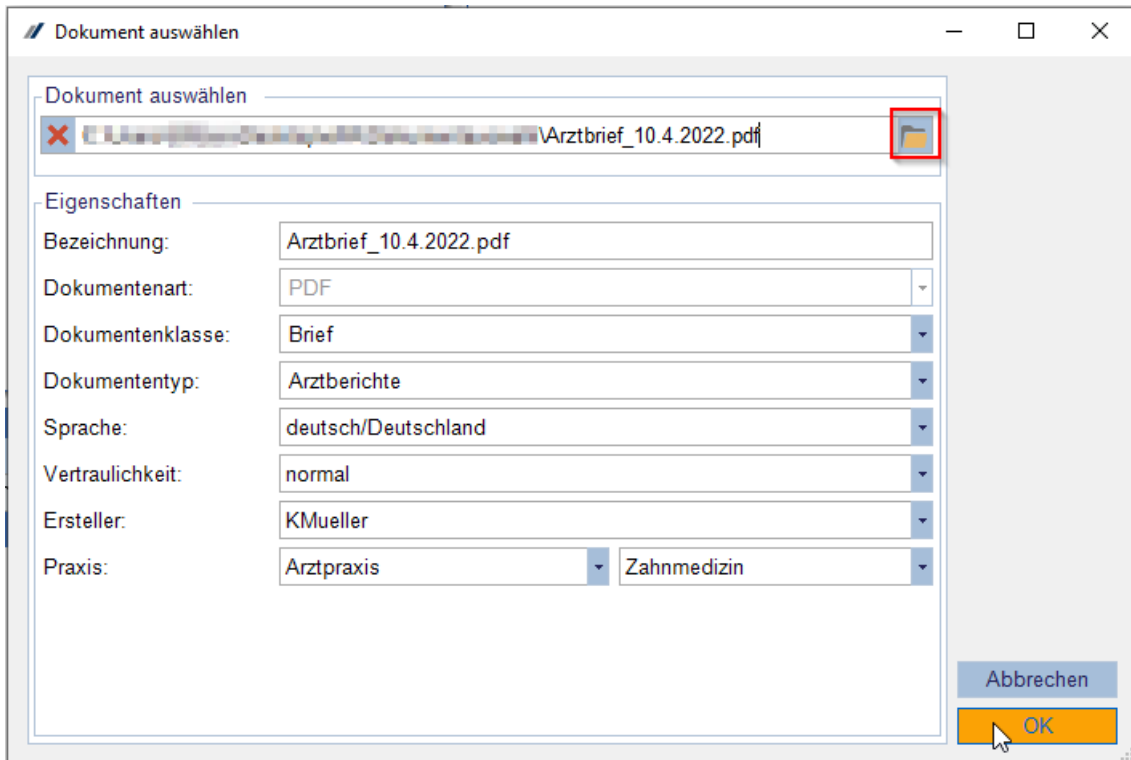 Dokument auswählen
Dokument auswählen
\Arztbrief_10.4.2022.pdf
Eigenschaften
Bezeichnung: Arztbrief_10.4.2022.pdf
Dokumentenart: PDF
Dokumentenklasse: Brief
Dokumententyp: Arztberichte
Sprache: deutsch/Deutschland
Vertraulichkeit: normal
Ersteller: KMueller
Praxis: Arztpraxis Zahnmedizin
Abbrechen
OK